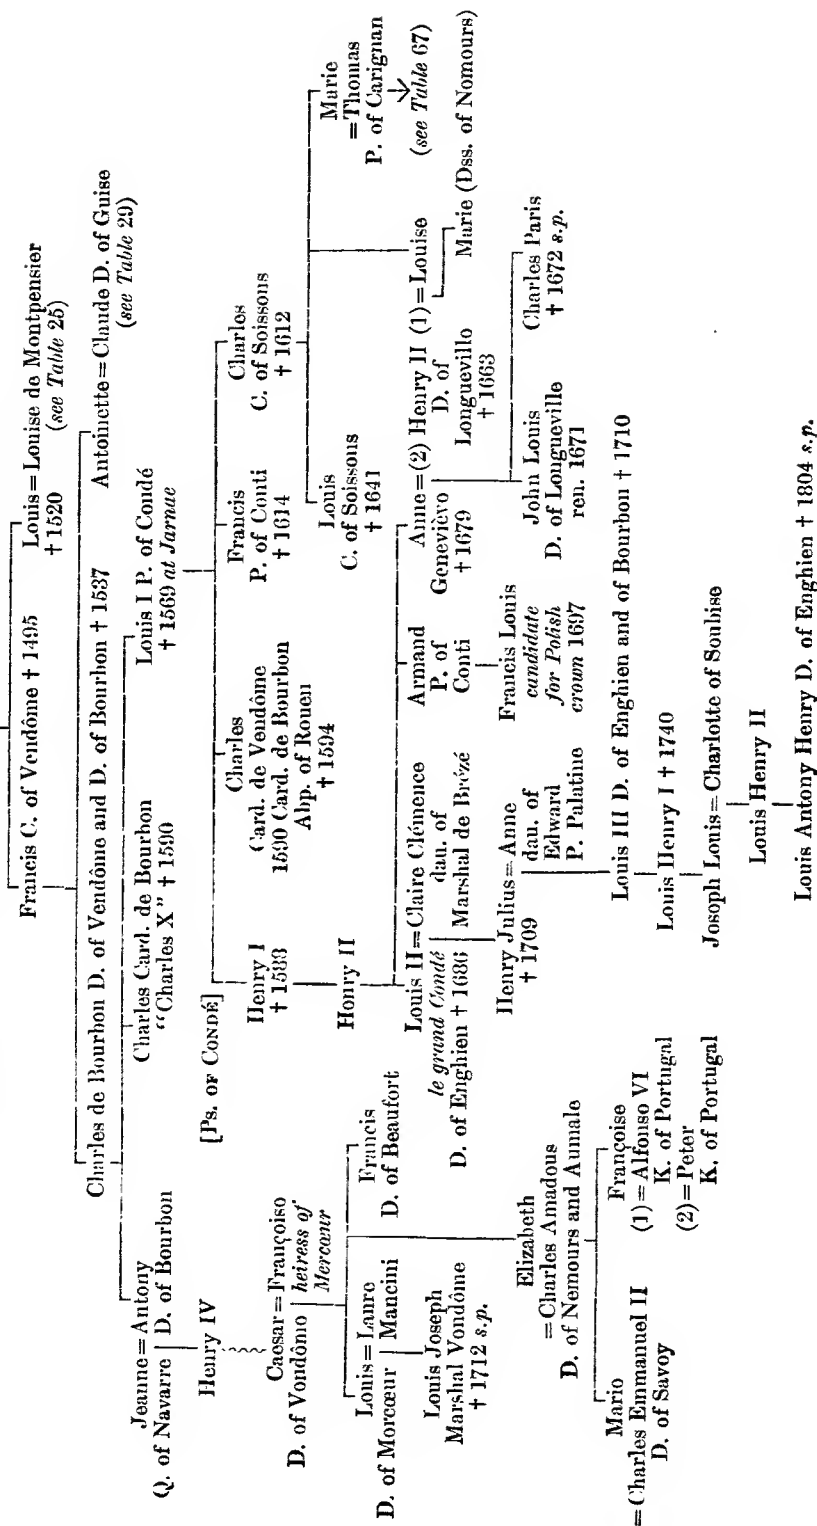 Francis C. of Vendôme † 1495
Louis = Louise de Montpensier
† 1520
(see Table 25)
Charles de Bourbon D. of Vendôme and D. of Bourbon † 1537
Antoinette = Claude D. of Guise
(see Table 29)
Jeanne = Antony
Q. of Navarre
D. of Bourbon
Charles Card. de Bourbon
"Charles X" † 1590
Louis I P. of Condé
† 1569 at Jarnac
Henry IV
[Ps. OF CONDÉ]
Henry I
† 1583
Charles
Card. de Vendôme
1590 Card. de Bourbon
Abp. of Rouen
† 1594
Francis
P. of Conti
† 1614
Charles
C. of Soissons
† 1612
Caesar = Françoise
D. of Vendôme
heiress of
Mercœur
Henry II
Louis
C. of Soissons
† 1641
Marie
= Thomas
P. of Carignan
(see Table 67)
Louis = Laure
D. of Mercœur
Mancini
Francis
D. of Beaufort
Louis II = Claire Clémence
le grand Condé
D. of Enghien † 1686
dau. of
Marshal de Brézé
Armand
P. of
Conti
Anne = (2) Henry II (1) = Louise
Geneviève
† 1679
D. of
Longueville
† 1663
Marie (Dss. of Nemours)
Louis Joseph
Marshal Vendôme
† 1712 s.p.
Elizabeth
= Charles Amadeus
D. of Nemours and Aumale
Henry Julius = Anne
† 1709
dau. of
Edward
P. Palatine
Francis Louis
candidate
for Polish
crown 1697
John Louis
D. of Longueville
ren. 1671
Charles Paris
† 1672 s.p.
Marie
= Charles Emmanuel II
D. of Savoy
Françoise
(1) = Alfonso VI
K. of Portugal
(2) = Peter
K. of Portugal
Louis III D. of Enghien and of Bourbon † 1710
Louis Henry I † 1740
Joseph Louis = Charlotte of Soubise
Louis Henry II
Louis Antony Henry D. of Enghien † 1804 s.p.